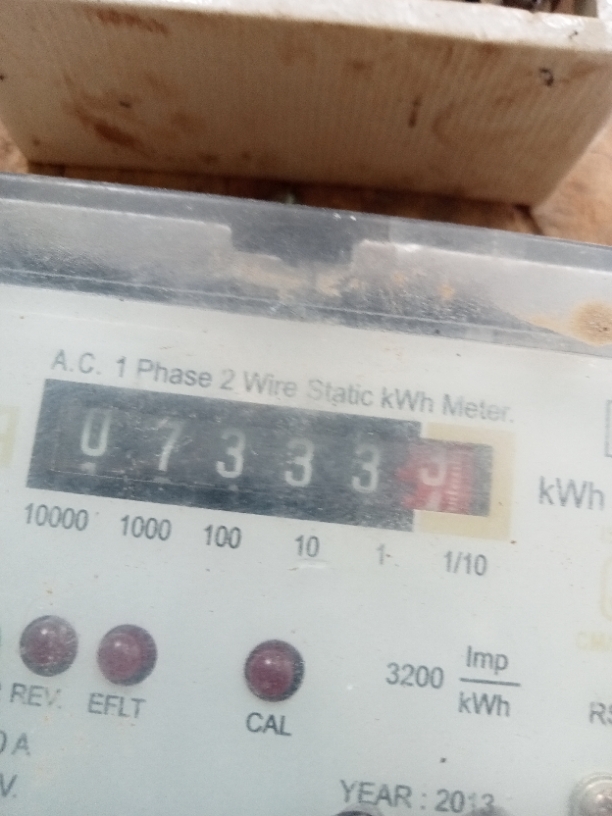 A.C. 1 Phase 2 Wire Static kWh Meter.
0 7 3 3 3
kWh
10000 1000 100 10 1 1/10
3200 Imp/kWh
REV. EFLT CAL
YEAR : 2013